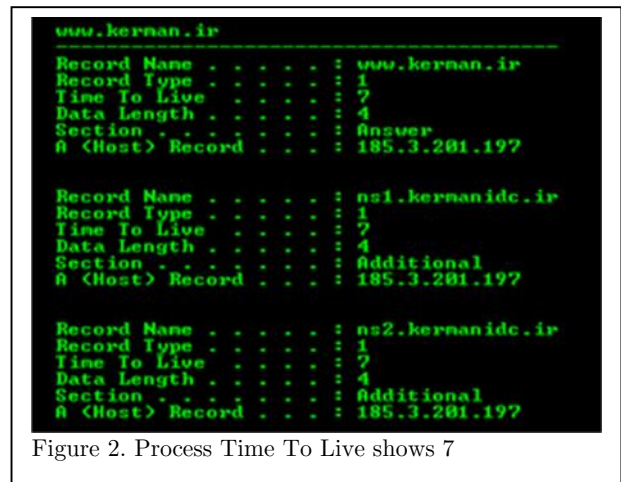 www.kerman.ir
----------------------------------------
Record Name . . . . . : www.kerman.ir
Record Type . . . . . : 1
Time To Live  . . . . : 7
Data Length . . . . . : 4
Section . . . . . . . : Answer
A (Host) Record . . . : 185.3.201.197
Record Name . . . . . : ns1.kermanidc.ir
Record Type . . . . . : 1
Time To Live  . . . . : 7
Data Length . . . . . : 4
Section . . . . . . . : Additional
A (Host) Record . . . : 185.3.201.197
Record Name . . . . . : ns2.kermanidc.ir
Record Type . . . . . : 1
Time To Live  . . . . : 7
Data Length . . . . . : 4
Section . . . . . . . : Additional
A (Host) Record . . . : 185.3.201.197
Figure 2. Process Time To Live shows 7